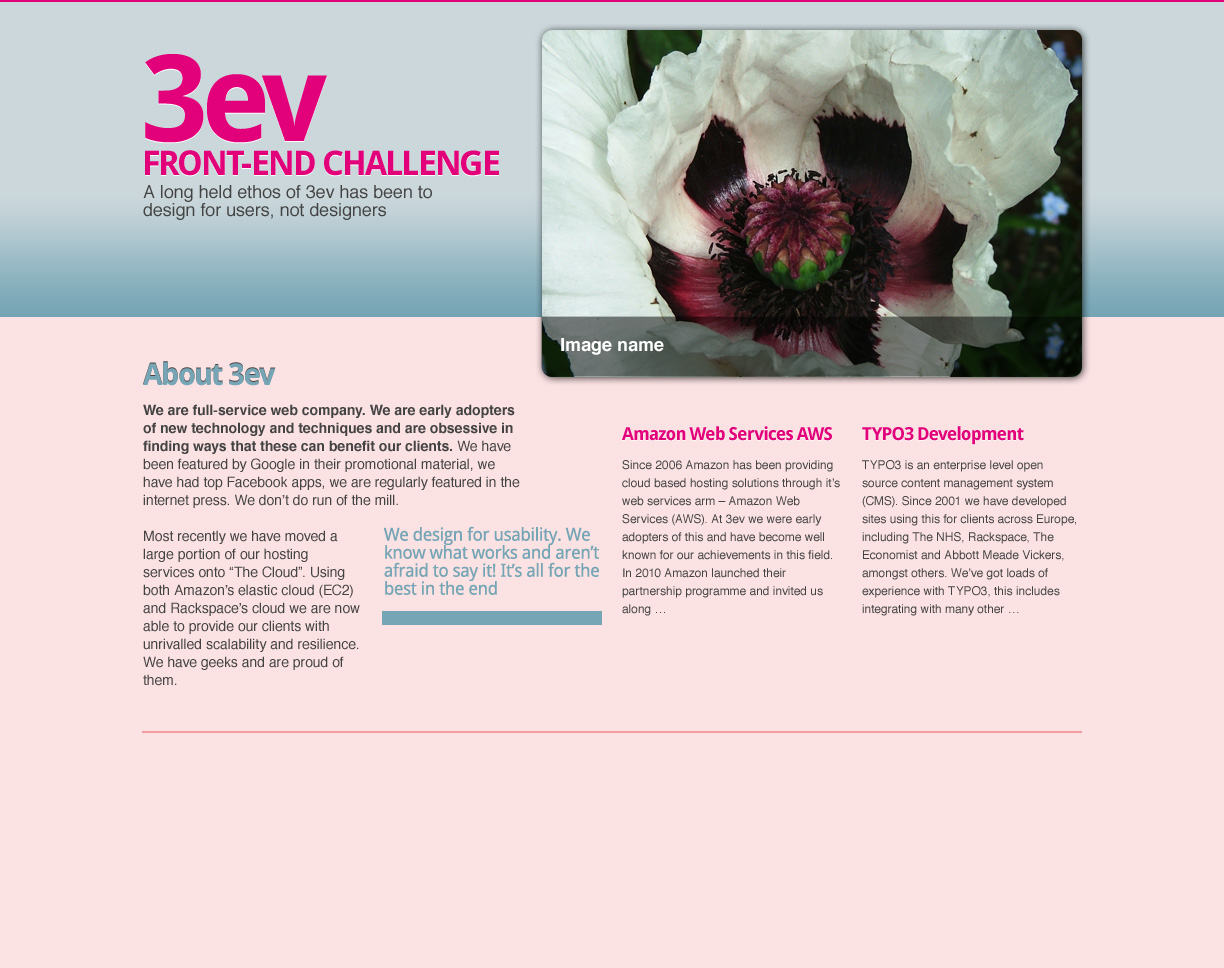 3ev
FRONT-END CHALLENGE
A long held ethos of 3ev has been to
design for users, not designers
Image name
About 3ev
We are full-service web company. We are early adopters
of new technology and techniques and are obsessive in
finding ways that these can benefit our clients. We have
been featured by Google in their promotional material, we
have had top Facebook apps, we are regularly featured in the
internet press. We don’t do run of the mill.
Most recently we have moved a
large portion of our hosting
services onto “The Cloud”. Using
both Amazon’s elastic cloud (EC2)
and Rackspace’s cloud we are now
able to provide our clients with
unrivalled scalability and resilience.
We have geeks and are proud of
them.
We design for usability. We
know what works and aren’t
afraid to say it! It’s all for the
best in the end
Amazon Web Services AWS
Since 2006 Amazon has been providing
cloud based hosting solutions through it’s
web services arm – Amazon Web
Services (AWS). At 3ev we were early
adopters of this and have become well
known for our achievements in this field.
In 2010 Amazon launched their
partnership programme and invited us
along …
TYPO3 Development
TYPO3 is an enterprise level open
source content management system
(CMS). Since 2001 we have developed
sites using this for clients across Europe,
including The NHS, Rackspace, The
Economist and Abbott Meade Vickers,
amongst others. We’ve got loads of
experience with TYPO3, this includes
integrating with many other …